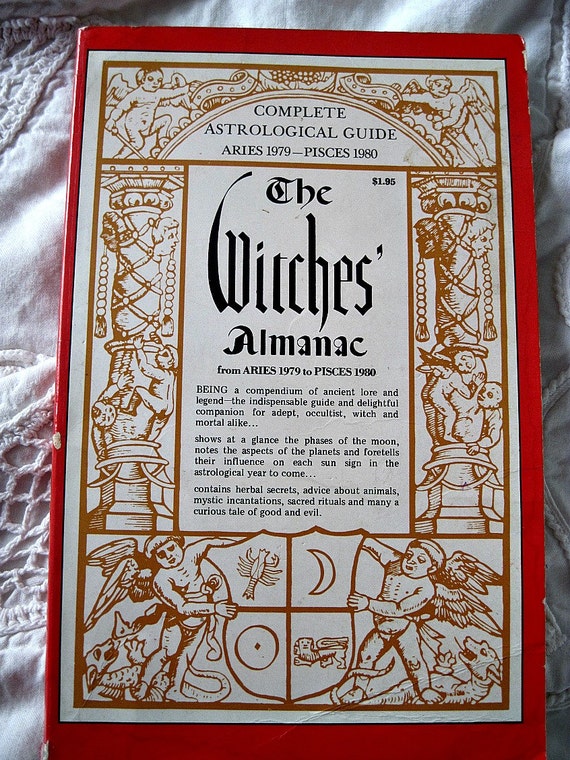 COMPLETE
ASTROLOGICAL GUIDE
ARIES 1979—PISCES 1980
$1.95
The
Witches'
Almanac
from ARIES 1979 to PISCES 1980
BEING a compendium of ancient lore and
legend—the indispensable guide and delightful
companion for adept, occultist, witch and
mortal alike...
shows at a glance the phases of the moon,
notes the aspects of the planets and foretells
their influence on each sun sign in the
astrological year to come...
contains herbal secrets, advice about animals,
mystic incantations, sacred rituals and many a
curious tale of good and evil.